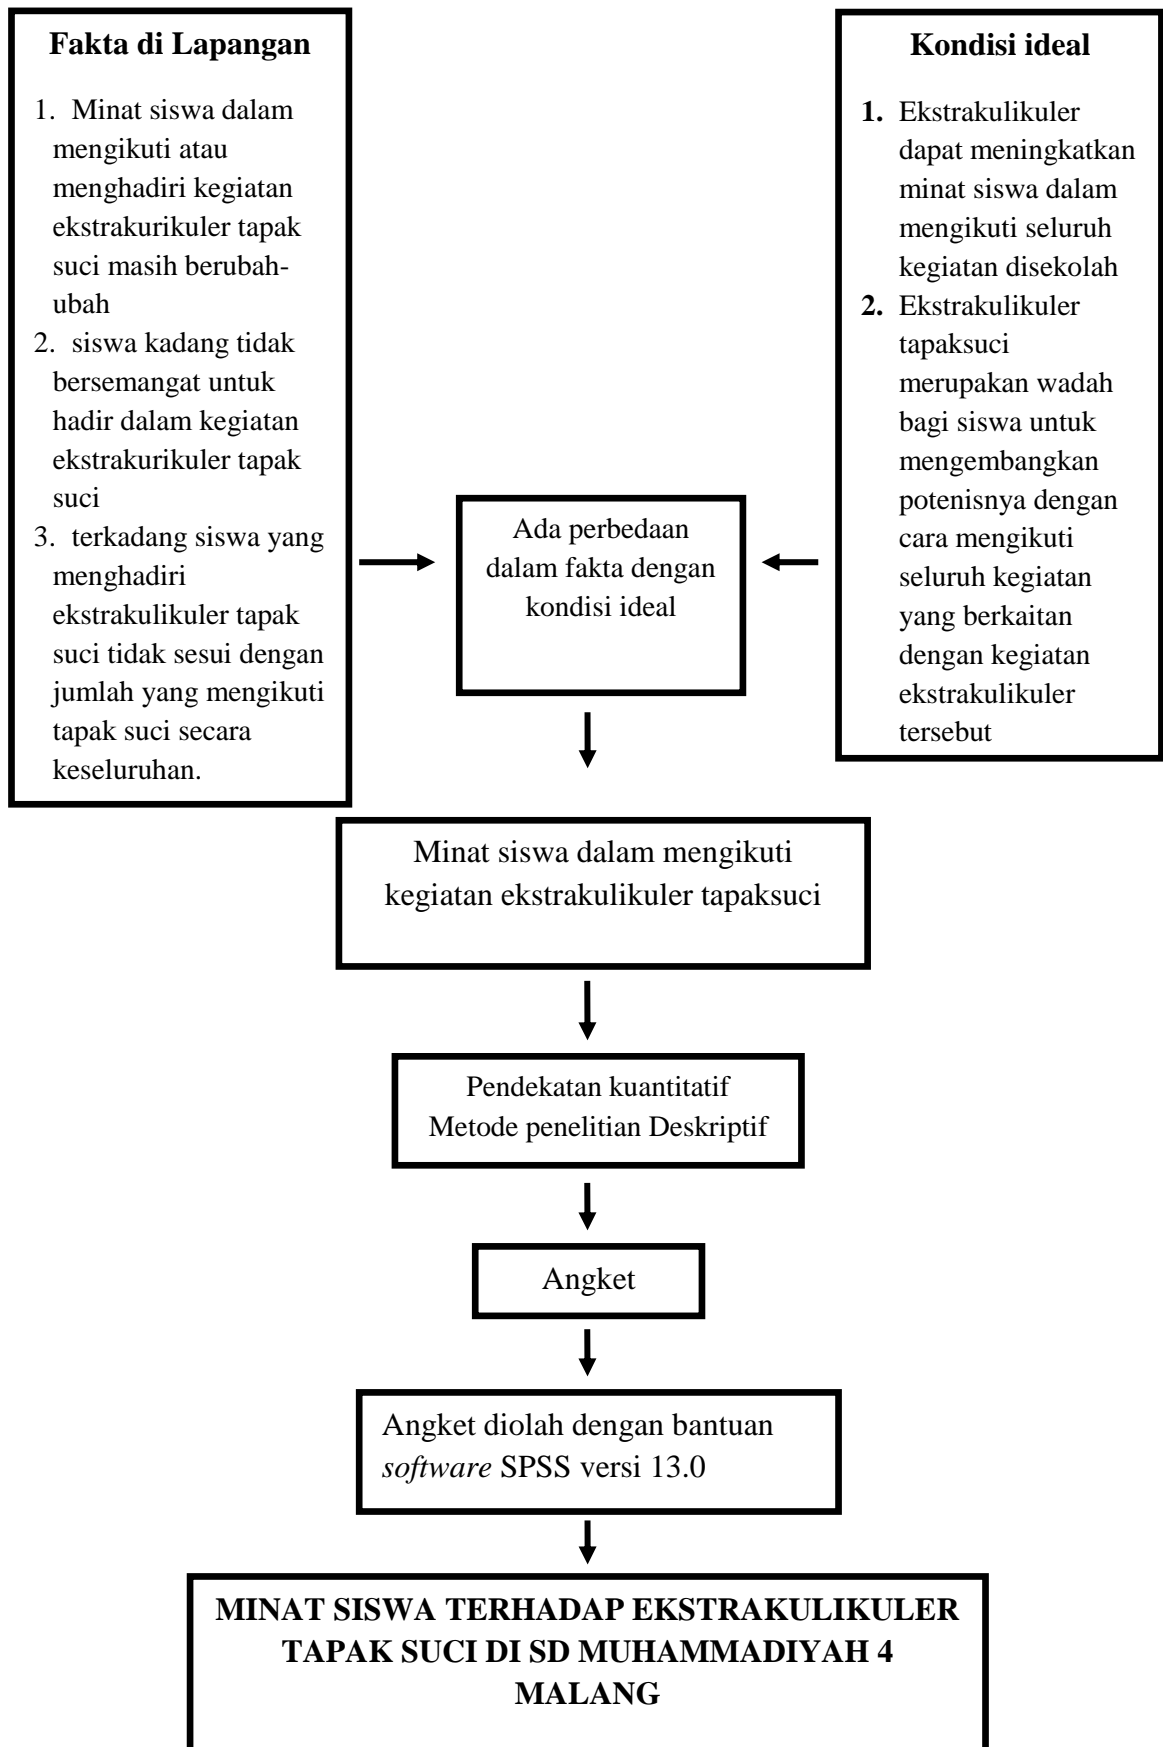 Fakta di Lapangan
1. Minat siswa dalam
mengikuti atau
menghadiri kegiatan
ekstrakurikuler tapak
suci masih berubah-
ubah
2. siswa kadang tidak
bersemangat untuk
hadir dalam kegiatan
ekstrakurikuler tapak
suci
3. terkadang siswa yang
menghadiri
ekstrakulikuler tapak
suci tidak sesui dengan
jumlah yang mengikuti
tapak suci secara
keseluruhan.
Kondisi ideal
1. Ekstrakulikuler
dapat meningkatkan
minat siswa dalam
mengikuti seluruh
kegiatan disekolah
2. Ekstrakulikuler
tapaksuci
merupakan wadah
bagi siswa untuk
mengembangkan
potenisnya dengan
cara mengikuti
seluruh kegiatan
yang berkaitan
dengan kegiatan
ekstrakulikuler
tersebut
Ada perbedaan
dalam fakta dengan
kondisi ideal
Minat siswa dalam mengikuti
kegiatan ekstrakulikuler tapaksuci
Pendekatan kuantitatif
Metode penelitian Deskriptif
Angket
Angket diolah dengan bantuan
software SPSS versi 13.0
MINAT SISWA TERHADAP EKSTRAKULIKULER
TAPAK SUCI DI SD MUHAMMADIYAH 4
MALANG